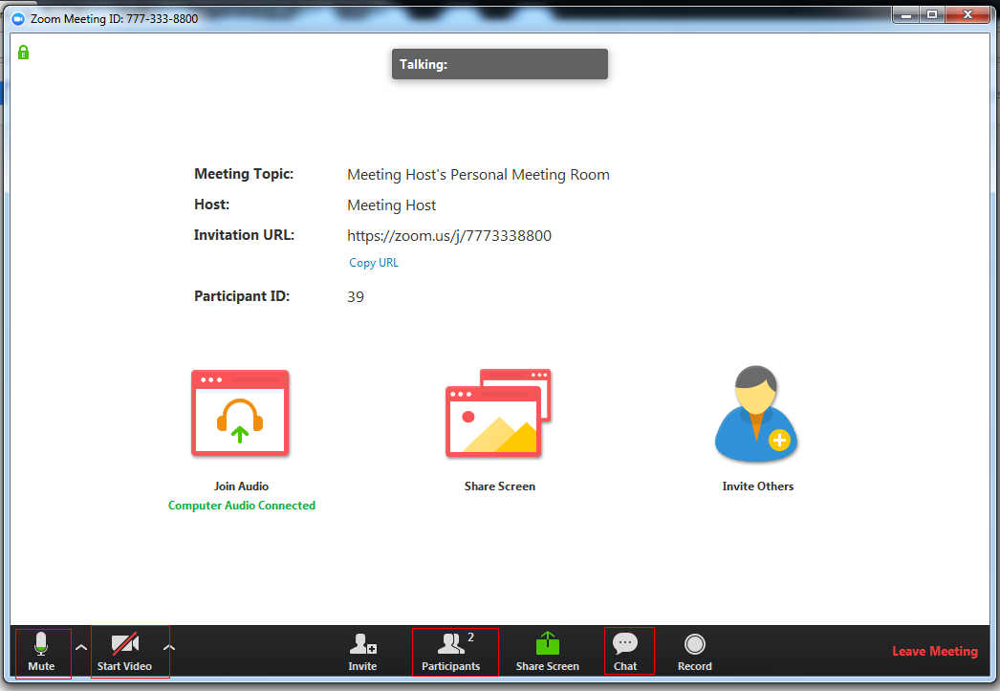 Zoom Meeting ID: 777-333-8800
E
Talking:
Meeting Topic: Meeting Host's Personal Meeting Room
Host: Meeting Host
Invitation URL: https://zoom.us/j/7773338800
Copy URL
Participant ID: 39
Join Audio
Computer Audio Connected
Share Screen
Invite Others
Mute
Start Video
Invite
2
Participants
Share Screen
Chat
Record
Leave Meeting